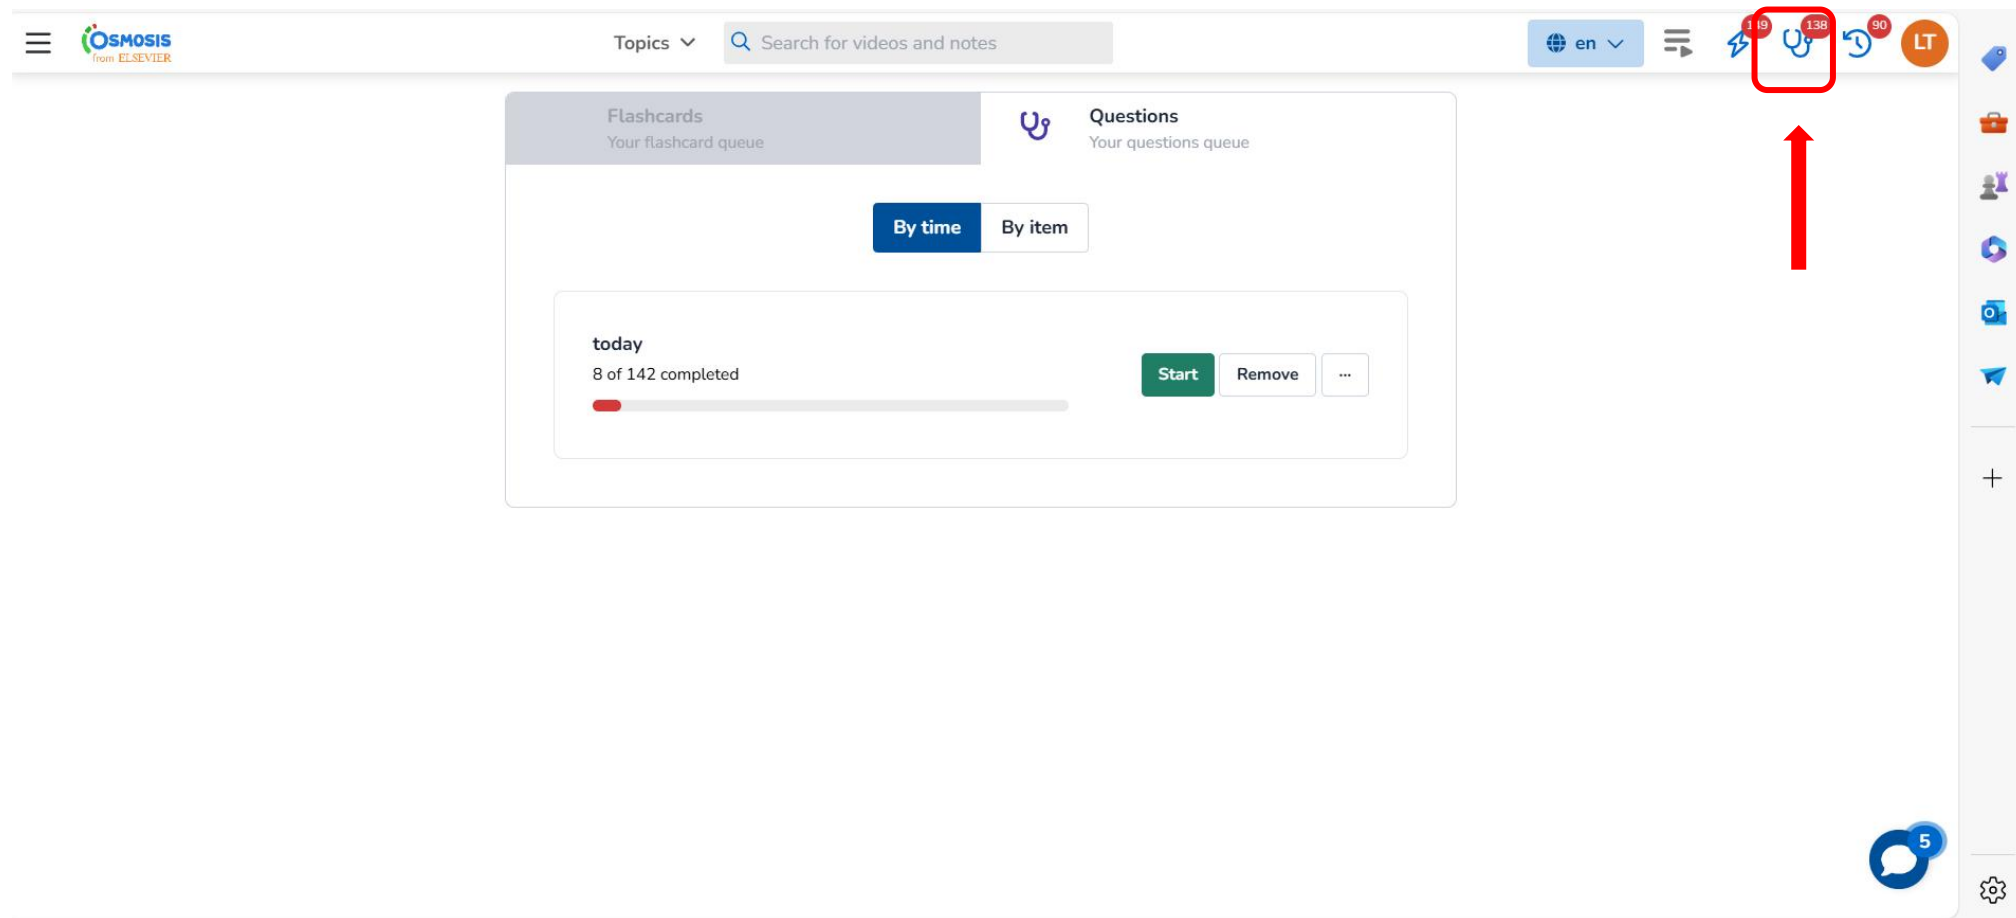 OSMOSIS
from ELSEVIER
Topics
Search for videos and notes
en
138
90
LT
Flashcards
Your flashcard queue
Questions
Your questions queue
By time
By item
today
8 of 142 completed
Start
Remove
...
5